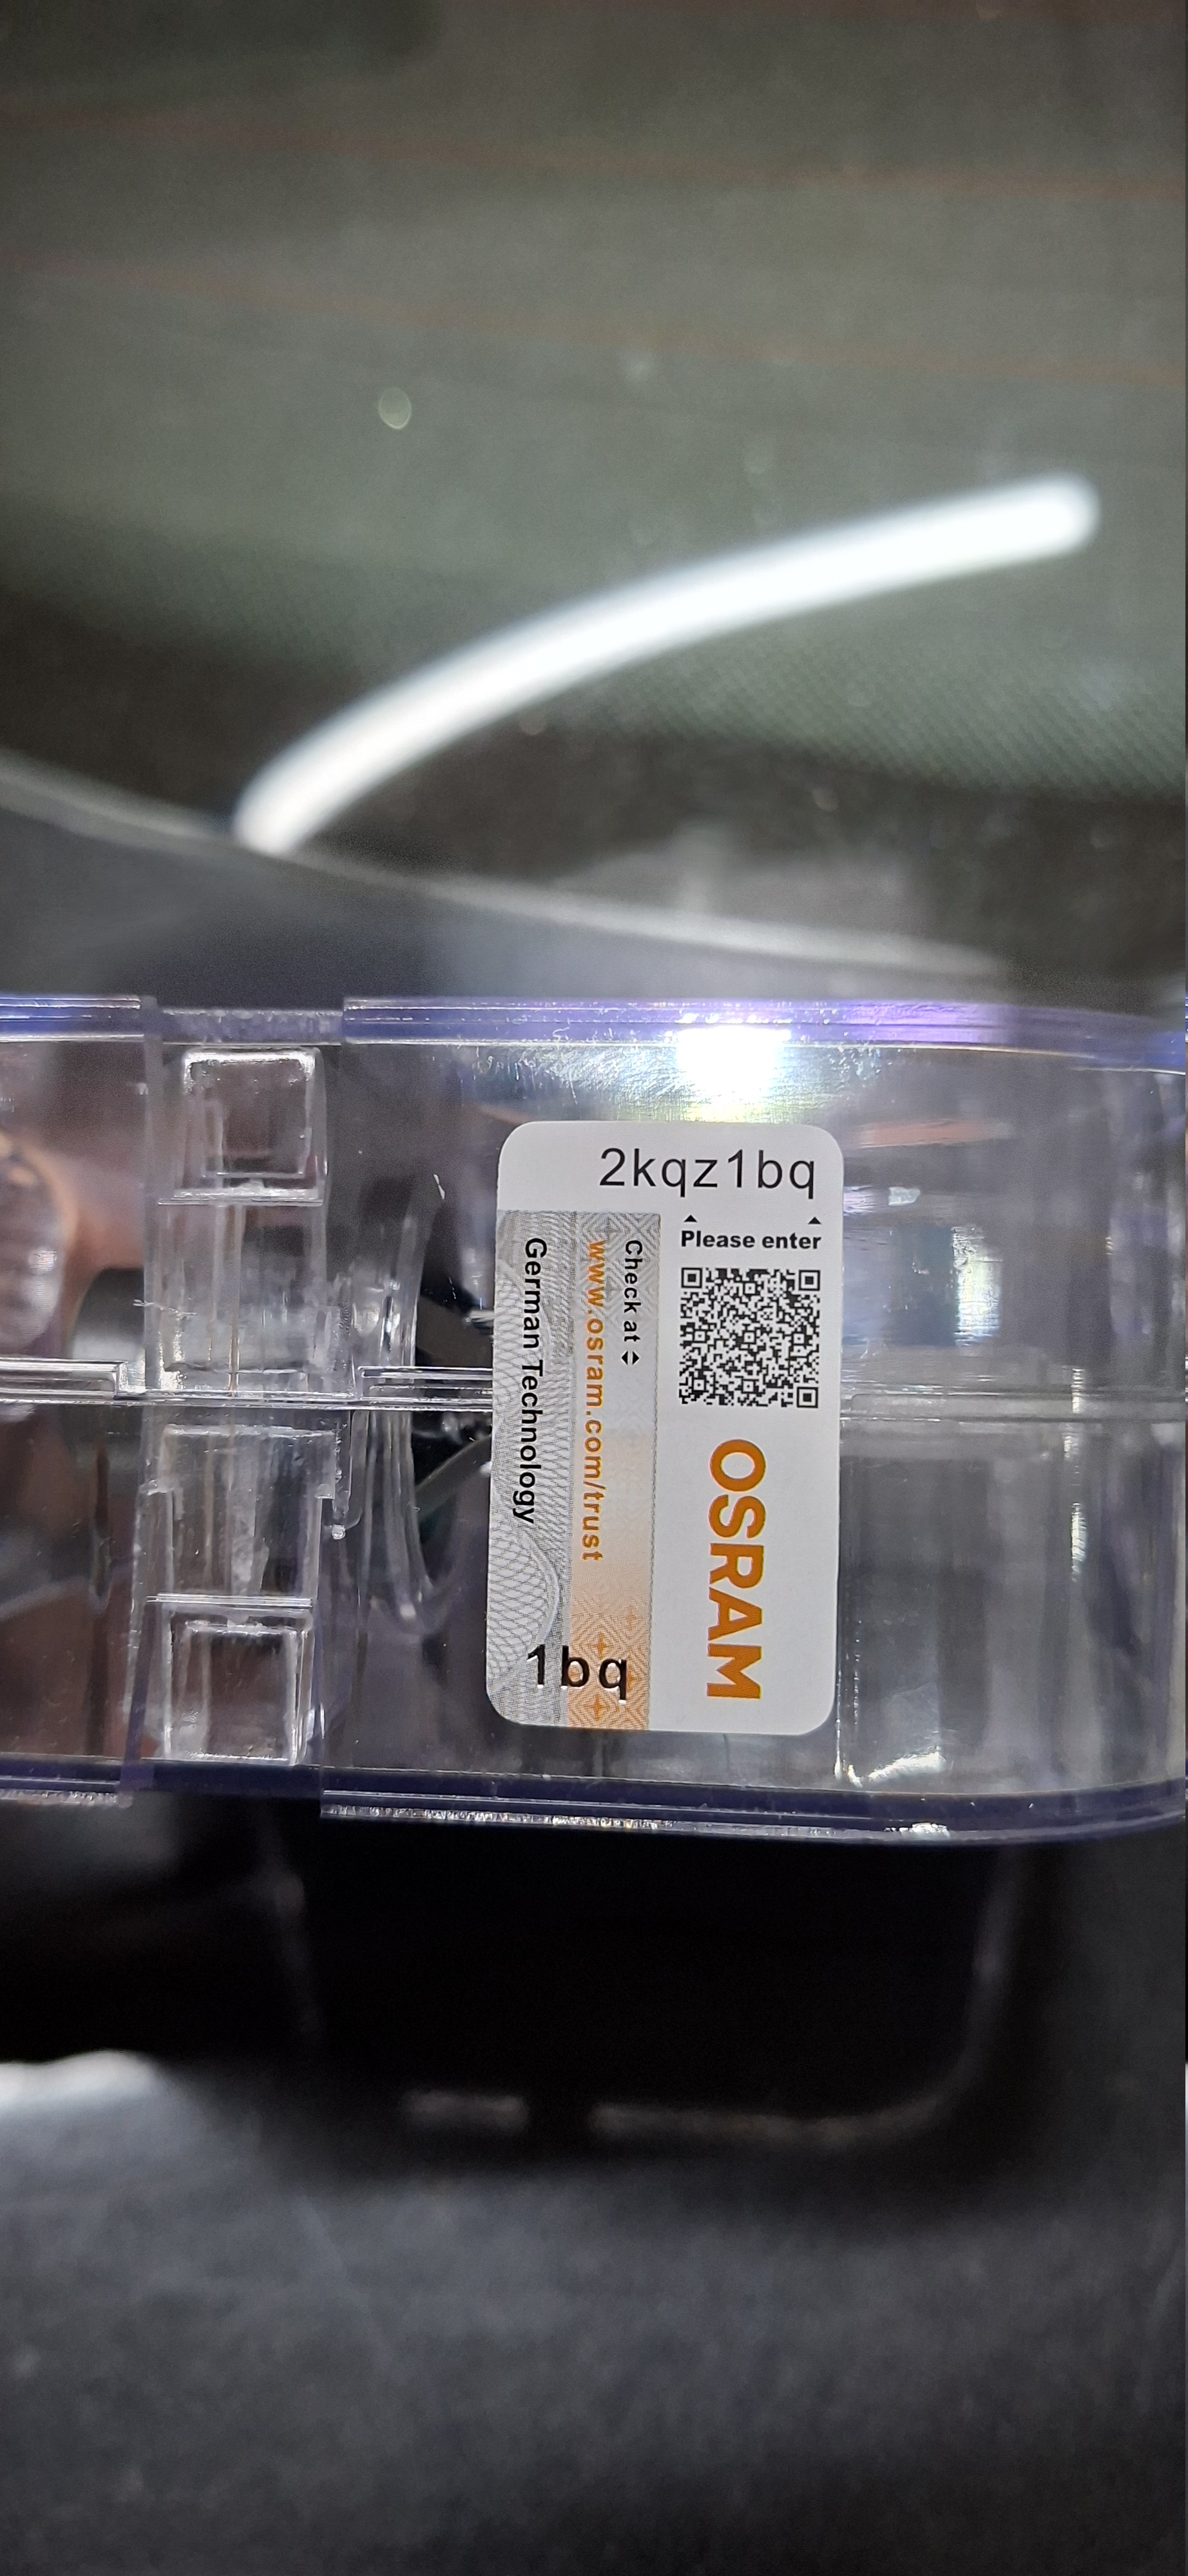 2kqz1bq
Please enter
OSRAM
Check at
www.osram.com/trust
German Technology
1bq